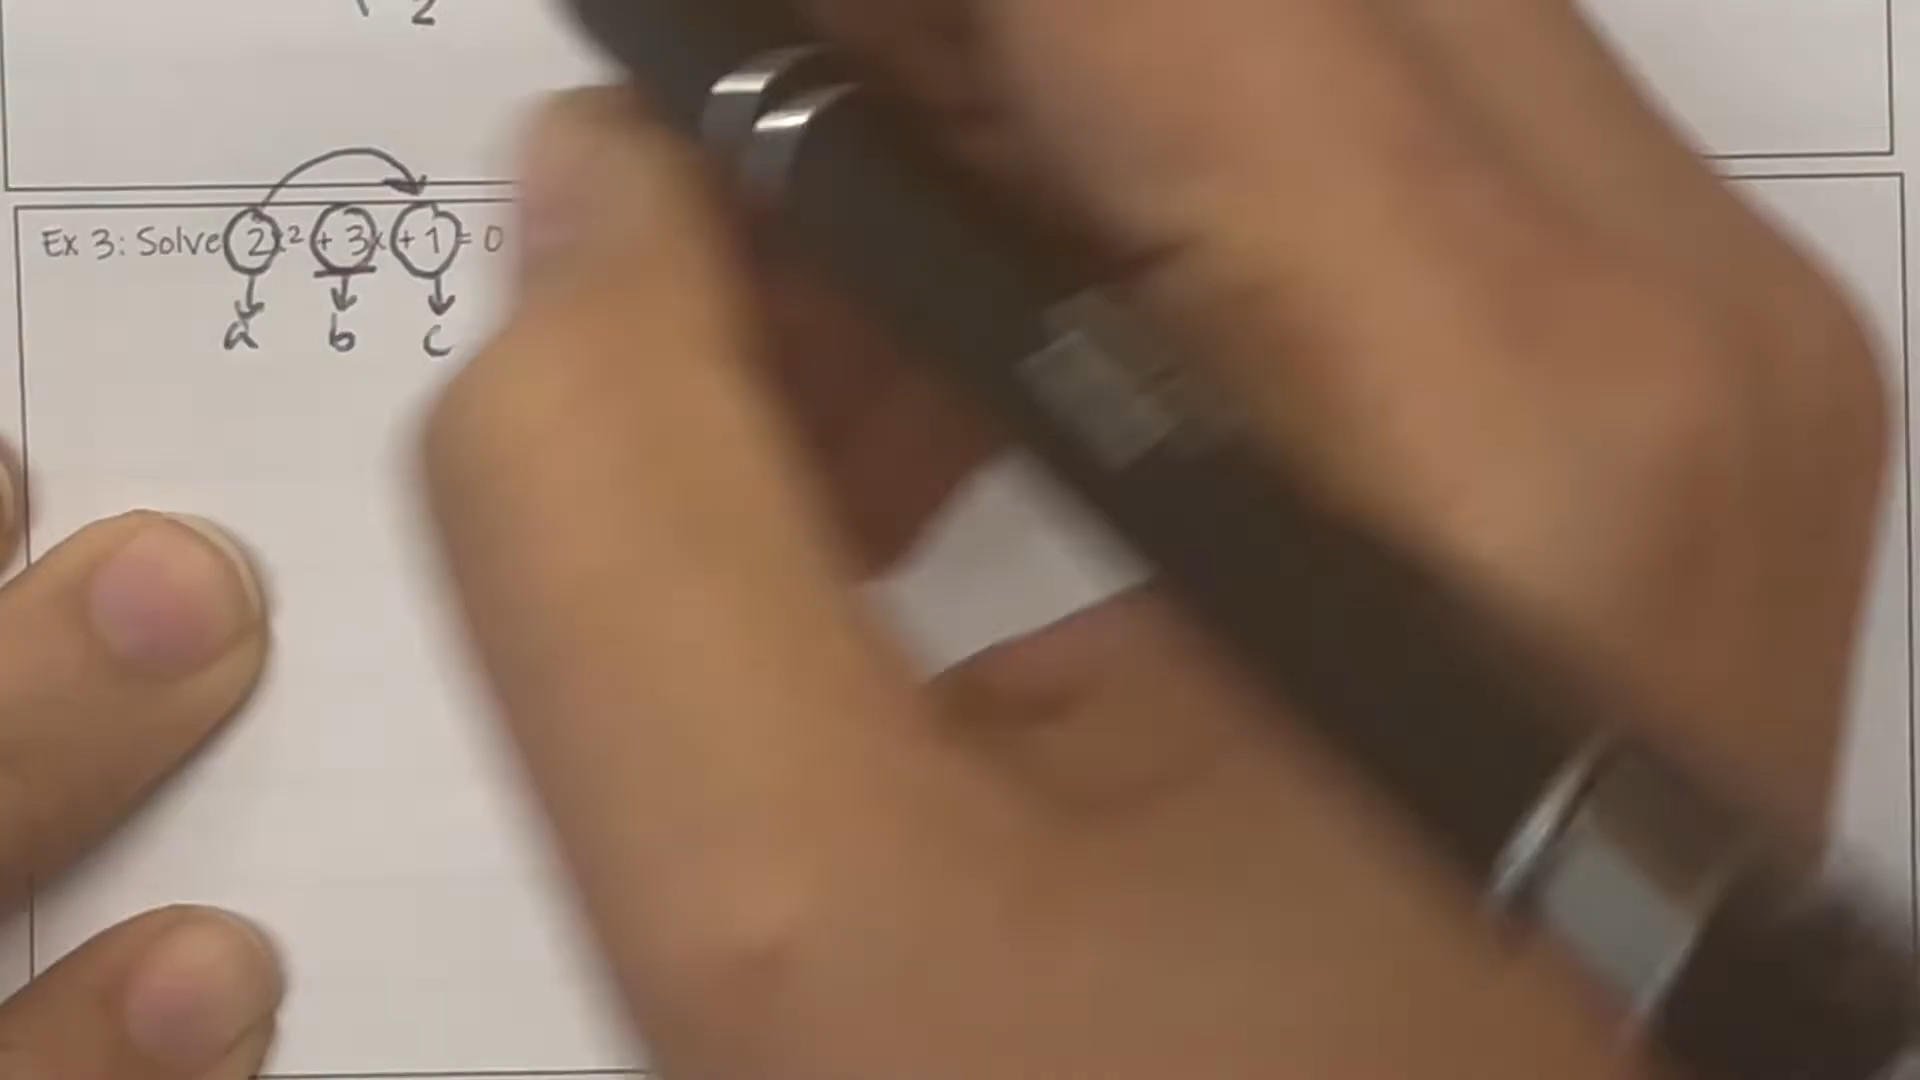 2
Ex 3: Solve 2x² + 3x + 1 = 0
a b c